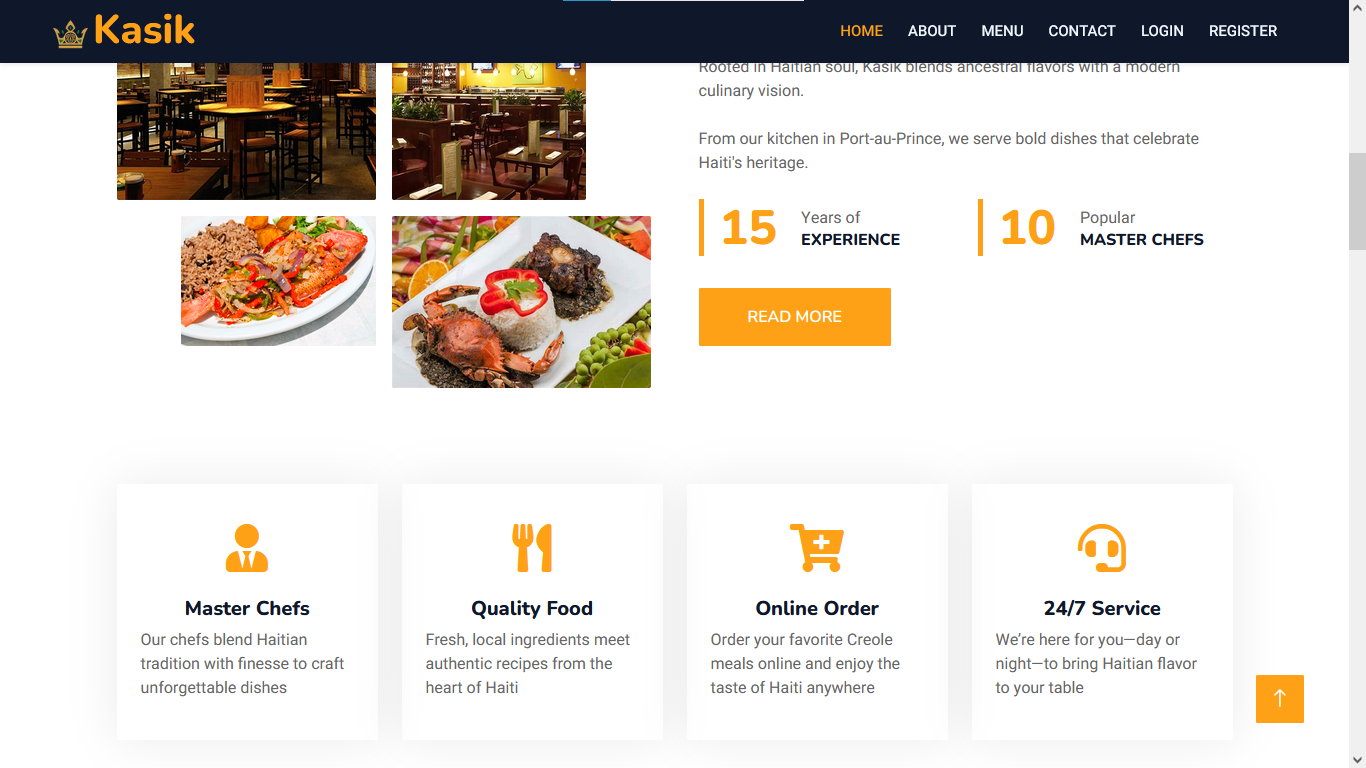 Kasik
HOME ABOUT MENU CONTACT LOGIN REGISTER
Rooted in Haitian soul, Kasik blends ancestral flavors with a modern
culinary vision.
From our kitchen in Port-au-Prince, we serve bold dishes that celebrate
Haiti's heritage.
15 Years of
EXPERIENCE
10 Popular
MASTER CHEFS
READ MORE
Master Chefs
Our chefs blend Haitian
tradition with finesse to craft
unforgettable dishes
Quality Food
Fresh, local ingredients meet
authentic recipes from the
heart of Haiti
Online Order
Order your favorite Creole
meals online and enjoy the
taste of Haiti anywhere
24/7 Service
We’re here for you—day or
night—to bring Haitian flavor
to your table